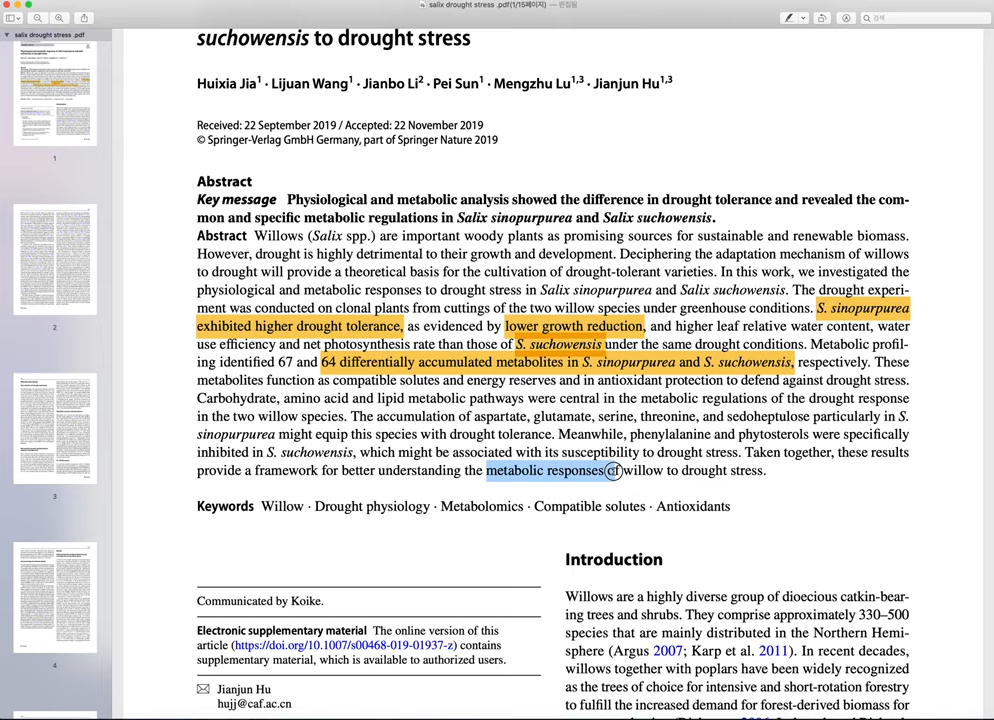 salix drought stress .pdf(1/15페이지) — 편집됨
검색
salix drought stress .pdf
1
2
3
4
suchowensis to drought stress
Huixia Jia1 · Lijuan Wang1 · Jianbo Li2 · Pei Sun1 · Mengzhu Lu1,3 · Jianjun Hu1,3
Received: 22 September 2019 / Accepted: 22 November 2019
© Springer-Verlag GmbH Germany, part of Springer Nature 2019
Abstract
Key message Physiological and metabolic analysis showed the difference in drought tolerance and revealed the com-
mon and specific metabolic regulations in Salix sinopurpurea and Salix suchowensis.
Abstract Willows (Salix spp.) are important woody plants as promising sources for sustainable and renewable biomass.
However, drought is highly detrimental to their growth and development. Deciphering the adaptation mechanism of willows
to drought will provide a theoretical basis for the cultivation of drought-tolerant varieties. In this work, we investigated the
physiological and metabolic responses to drought stress in Salix sinopurpurea and Salix suchowensis. The drought experi-
ment was conducted on clonal plants from cuttings of the two willow species under greenhouse conditions. S. sinopurpurea
exhibited higher drought tolerance, as evidenced by lower growth reduction, and higher leaf relative water content, water
use efficiency and net photosynthesis rate than those of S. suchowensis under the same drought conditions. Metabolic profil-
ing identified 67 and 64 differentially accumulated metabolites in S. sinopurpurea and S. suchowensis, respectively. These
metabolites function as compatible solutes and energy reserves and in antioxidant protection to defend against drought stress.
Carbohydrate, amino acid and lipid metabolic pathways were central in the metabolic regulations of the drought response
in the two willow species. The accumulation of aspartate, glutamate, serine, threonine, and sedoheptulose particularly in S.
sinopurpurea might equip this species with drought tolerance. Meanwhile, phenylalanine and phytosterols were specifically
inhibited in S. suchowensis, which might be associated with its susceptibility to drought stress. Taken together, these results
provide a framework for better understanding the metabolic responses of willow to drought stress.
Keywords Willow · Drought physiology · Metabolomics · Compatible solutes · Antioxidants
Communicated by Koike.
Electronic supplementary material The online version of this
article (https://doi.org/10.1007/s00468-019-01937-z) contains
supplementary material, which is available to authorized users.
Jianjun Hu
hujj@caf.ac.cn
Introduction
Willows are a highly diverse group of dioecious catkin-bear-
ing trees and shrubs. They comprise approximately 330–500
species that are mainly distributed in the Northern Hemi-
sphere (Argus 2007; Karp et al. 2011). In recent decades,
willows together with poplars have been widely recognized
as the trees of choice for intensive and short-rotation forestry
to fulfill the increased demand for forest-derived biomass for